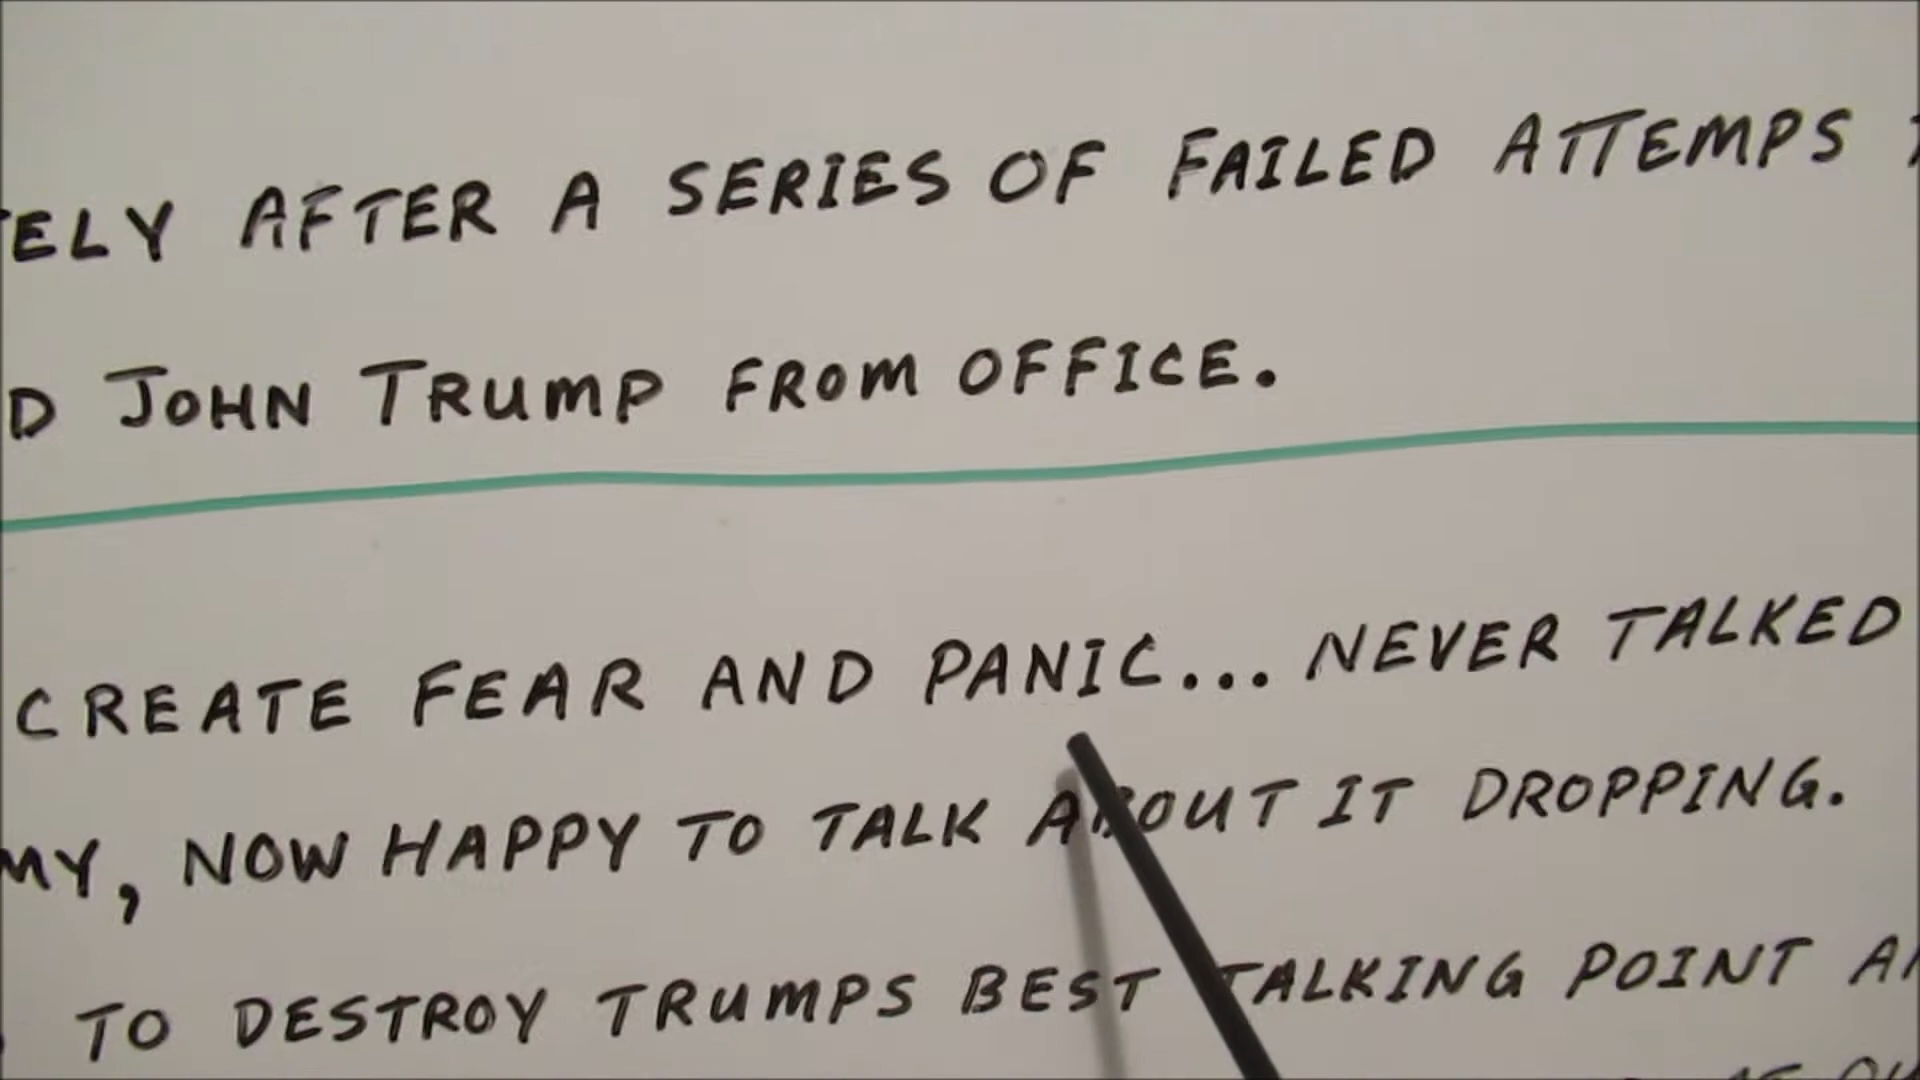 ELY AFTER A SERIES OF FAILED ATTEMPS
D JOHN TRUMP FROM OFFICE.
CREATE FEAR AND PANIC... NEVER TALKED
MY, NOW HAPPY TO TALK ABOUT IT DROPPING.
TO DESTROY TRUMPS BEST TALKING POINT